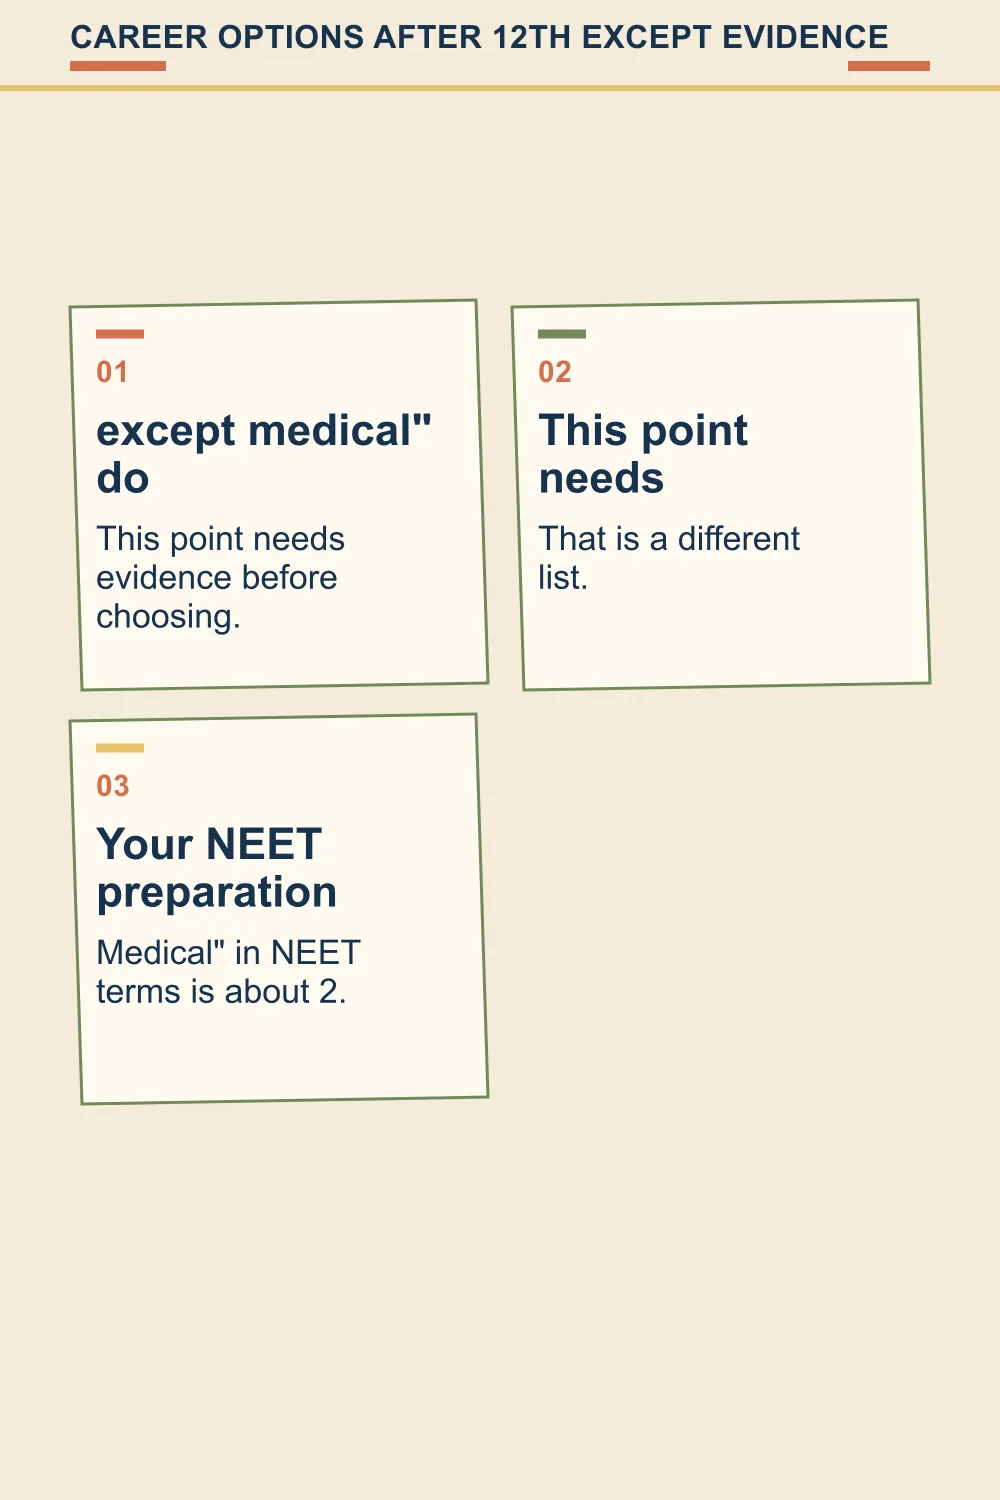 CAREER OPTIONS AFTER 12TH EXCEPT EVIDENCE
01
except medical"
do
This point needs
evidence before
choosing.
02
This point
needs
That is a different
list.
03
Your NEET
preparation
Medical" in NEET
terms is about 2.